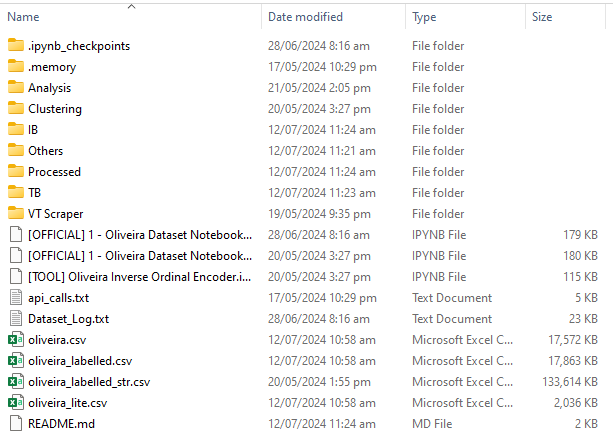 Name Date modified Type Size
.ipynb_checkpoints 28/06/2024 8:16 am File folder
.memory 17/05/2024 10:29 pm File folder
Analysis 21/05/2024 2:05 pm File folder
Clustering 20/05/2024 3:27 pm File folder
IB 12/07/2024 11:24 am File folder
Others 12/07/2024 11:21 am File folder
Processed 12/07/2024 11:24 am File folder
TB 12/07/2024 11:23 am File folder
VT Scraper 19/05/2024 9:35 pm File folder
[OFFICIAL] 1 - Oliveira Dataset Notebook... 28/06/2024 8:16 am IPYNB File 179 KB
[OFFICIAL] 1 - Oliveira Dataset Notebook... 20/05/2024 3:27 pm IPYNB File 180 KB
[TOOL] Oliveira Inverse Ordinal Encoder.i... 20/05/2024 3:27 pm IPYNB File 115 KB
api_calls.txt 17/05/2024 10:29 pm Text Document 5 KB
Dataset_Log.txt 28/06/2024 8:16 am Text Document 23 KB
oliveira.csv 12/07/2024 10:58 am Microsoft Excel C... 17,572 KB
oliveira_labelled.csv 12/07/2024 10:58 am Microsoft Excel C... 17,863 KB
oliveira_labelled_str.csv 20/05/2024 1:55 pm Microsoft Excel C... 133,614 KB
oliveira_lite.csv 12/07/2024 10:58 am Microsoft Excel C... 2,036 KB
README.md 12/07/2024 11:24 am MD File 2 KB